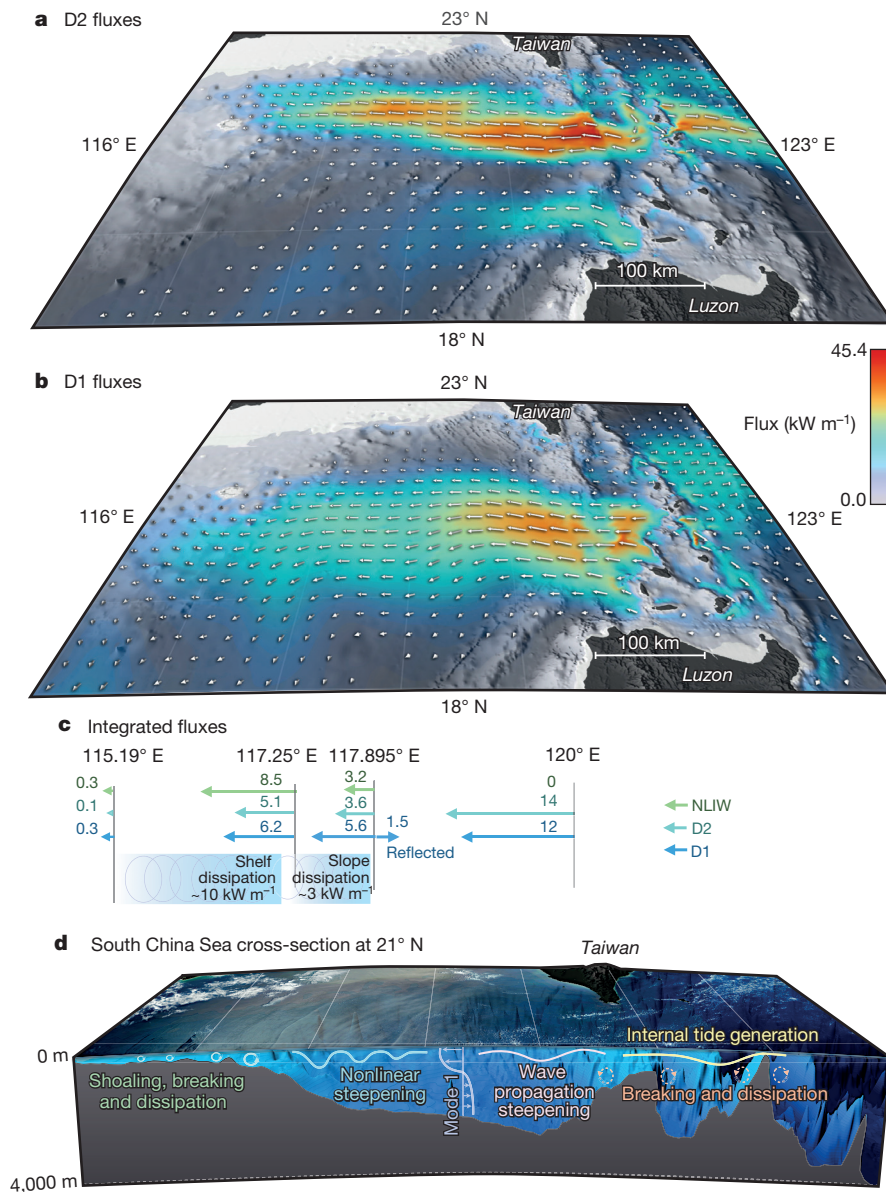 a D2 fluxes
23° N
Taiwan
116° E
123° E
100 km
Luzon
18° N
b D1 fluxes
23° N
Taiwan
45.4
Flux (kW m⁻¹)
0.0
116° E
123° E
100 km
Luzon
18° N
c Integrated fluxes
115.19° E 117.25° E 117.895° E 120° E
0.3 8.5 3.2 0 NLIW
0.1 5.1 3.6 14 D2
0.3 6.2 5.6 1.5 12 D1
Reflected
Shelf
dissipation
~10 kW m⁻¹
Slope
dissipation
~3 kW m⁻¹
d South China Sea cross-section at 21° N
Taiwan
Internal tide generation
0 m
Shoaling, breaking
and dissipation
Nonlinear
steepening
Mode-1
Wave
propagation
steepening
Breaking and dissipation
4,000 m